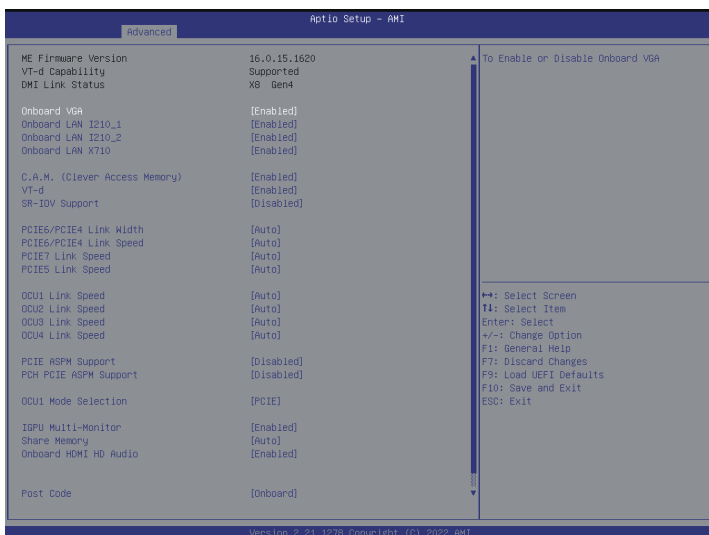 Aptio Setup – AMI
Advanced
ME Firmware Version 16.0.15.1620
VT-d Capability Supported
DMI Link Status X8 Gen4
Onboard VGA [Enabled]
Onboard LAN I210_1 [Enabled]
Onboard LAN I210_2 [Enabled]
Onboard LAN X710 [Enabled]
C.A.M. (Clever Access Memory) [Enabled]
VT-d [Enabled]
SR-IOV Support [Disabled]
PCIE6/PCIE4 Link Width [Auto]
PCIE6/PCIE4 Link Speed [Auto]
PCIE7 Link Speed [Auto]
PCIE5 Link Speed [Auto]
OCU1 Link Speed [Auto]
OCU2 Link Speed [Auto]
OCU3 Link Speed [Auto]
OCU4 Link Speed [Auto]
PCIE ASPM Support [Disabled]
PCH PCIE ASPM Support [Disabled]
OCU1 Mode Selection [PCIE]
IGPU Multi-Monitor [Enabled]
Share Memory [Auto]
Onboard HDMI HD Audio [Enabled]
Post Code [Onboard]
To Enable or Disable Onboard VGA
↔: Select Screen
↑↓: Select Item
Enter: Select
+/-: Change Option
F1: General Help
F7: Discard Changes
F9: Load UEFI Defaults
F10: Save and Exit
ESC: Exit
Version 2.21.1278 Copyright (C) 2022 AMI